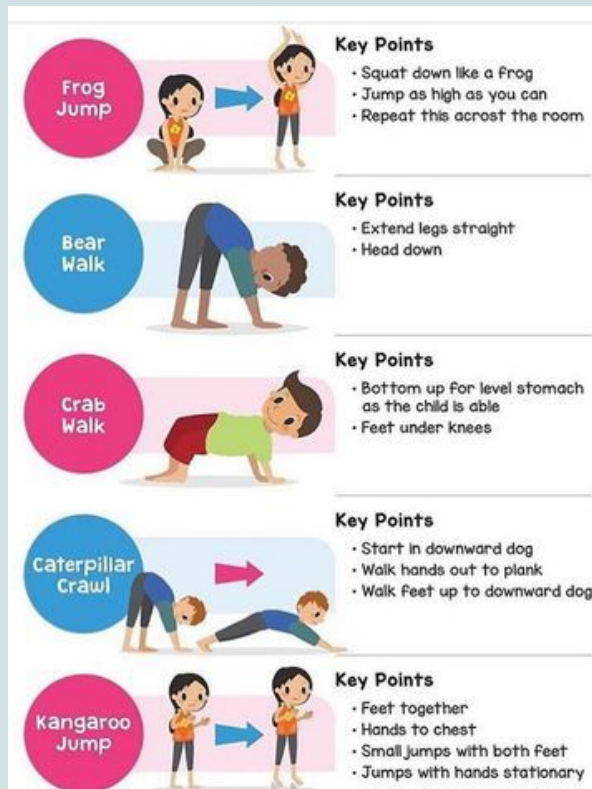 Frog
Jump
Key Points
• Squat down like a frog
• Jump as high as you can
• Repeat this acrost the room
Bear
Walk
Key Points
• Extend legs straight
• Head down
Crab
Walk
Key Points
• Bottom up for level stomach
as the child is able
• Feet under knees
Caterpillar
Crawl
Key Points
• Start in downward dog
• Walk hands out to plank
• Walk feet up to downward dog
Kangaroo
Jump
Key Points
• Feet together
• Hands to chest
• Small jumps with both feet
• Jumps with hands stationary